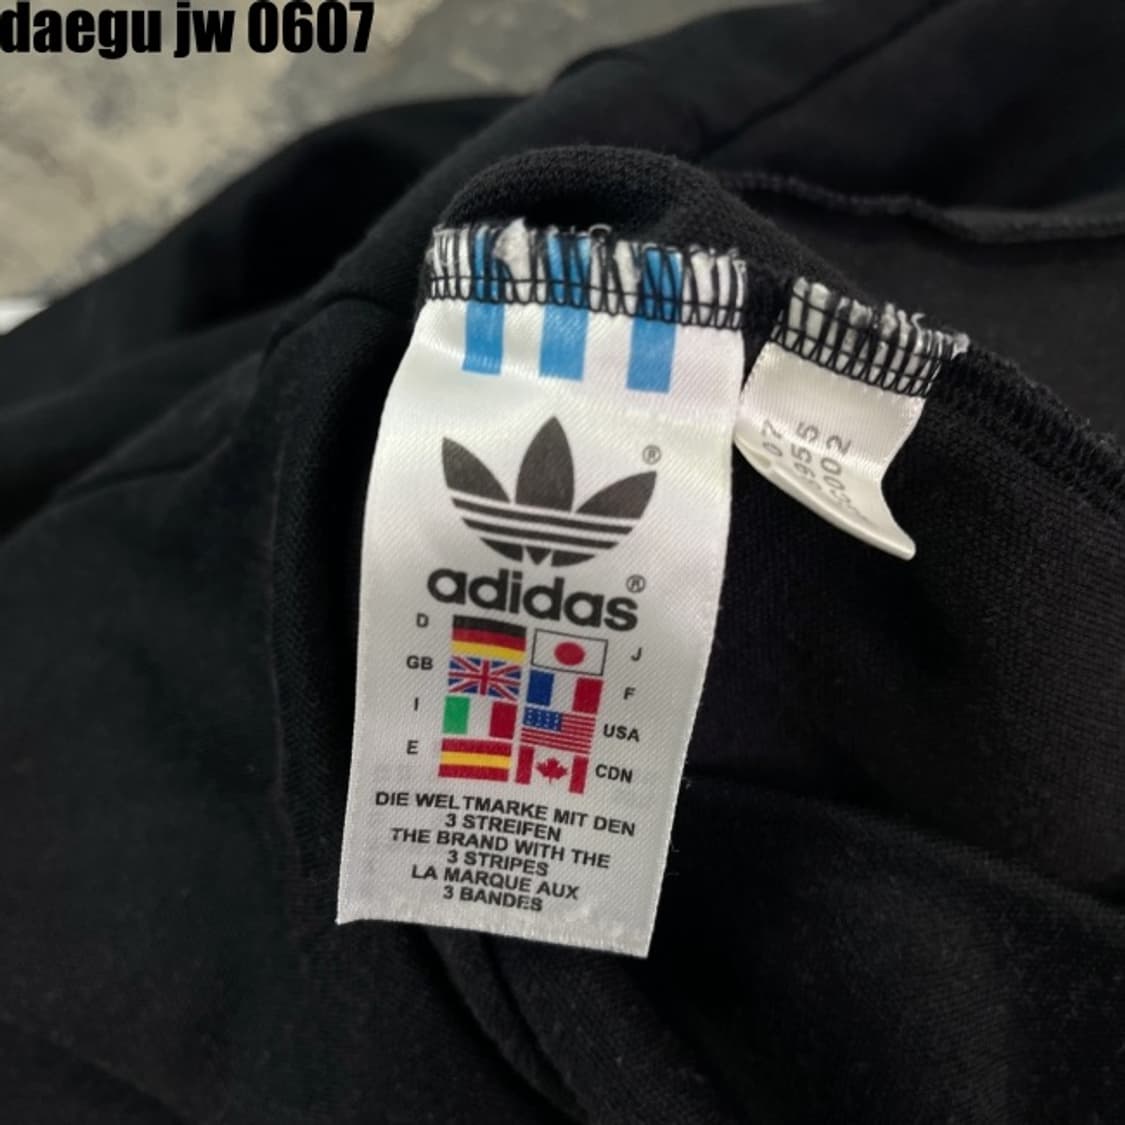 daegu jw 0607
®
adidas®
D J
GB F
I USA
E CDN
DIE WELTMARKE MIT DEN
3 STREIFEN
THE BRAND WITH THE
3 STRIPES
LA MARQUE AUX
3 BANDES
07